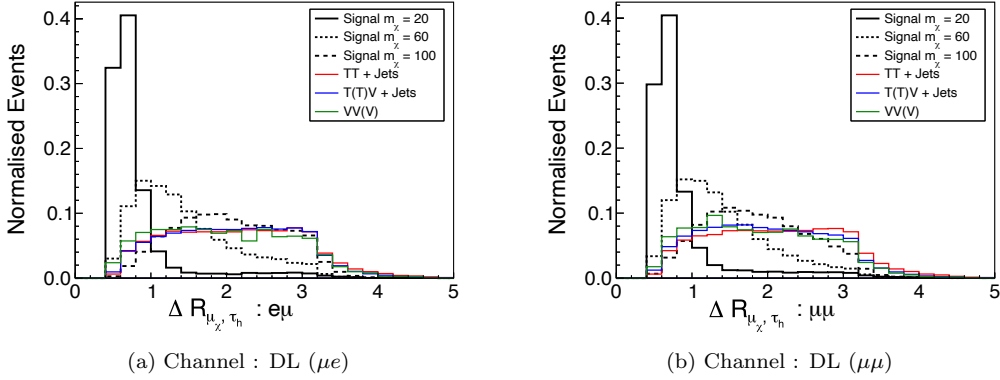 Normalised Events
0.4
0.3
0.2
0.1
0.0
0 1 2 3 4 5
Signal m_χ = 20
Signal m_χ = 60
Signal m_χ = 100
TT + Jets
T(T)V + Jets
VV(V)
Δ R_{μ_χ, τ_h} : eμ
(a) Channel : DL (μe)
Normalised Events
0.4
0.3
0.2
0.1
0.0
0 1 2 3 4 5
Signal m_χ = 20
Signal m_χ = 60
Signal m_χ = 100
TT + Jets
T(T)V + Jets
VV(V)
Δ R_{μ_χ, τ_h} : μμ
(b) Channel : DL (μμ)